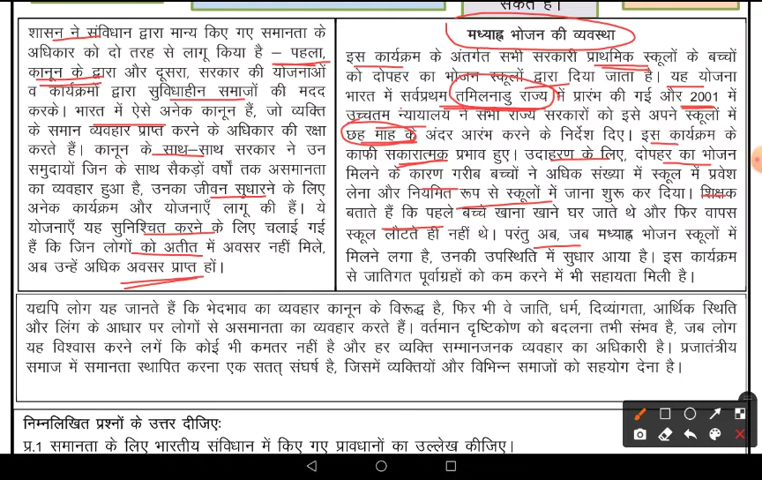 सकत ह।
शासन ने संविधान द्वारा मान्य किए गए समानता के
अधिकार को दो तरह से लागू किया है – पहला,
कानून के द्वारा और दूसरा, सरकार की योजनाओं
व कार्यक्रमों द्वारा सुविधाहीन समाजों की मदद
करके। भारत में ऐसे अनेक कानून हैं, जो व्यक्ति
के समान व्यवहार प्राप्त करने के अधिकार की रक्षा
करते हैं। कानून के साथ–साथ सरकार ने उन
समुदायों जिन के साथ सैकड़ों वर्षों तक असमानता
का व्यवहार हुआ है, उनका जीवन सुधारने के लिए
अनेक कार्यक्रम और योजनाएँ लागू की हैं। ये
योजनाएँ यह सुनिश्चित करने के लिए चलाई गई
हैं कि जिन लोगों को अतीत में अवसर नहीं मिले,
अब उन्हें अधिक अवसर प्राप्त हों।
मध्याह्न भोजन की व्यवस्था
इस कार्यक्रम के अंतर्गत सभी सरकारी प्राथमिक स्कूलों के बच्चों
को दोपहर का भोजन स्कूलों द्वारा दिया जाता है। यह योजना
भारत में सर्वप्रथम तमिलनाडु राज्य में प्रारंभ की गई और 2001 में
उच्चतम न्यायालय ने सभी राज्य सरकारों को इसे अपने स्कूलों में
छह माह के अंदर आरंभ करने के निर्देश दिए। इस कार्यक्रम के
काफी सकारात्मक प्रभाव हुए। उदाहरण के लिए, दोपहर का भोजन
मिलने के कारण गरीब बच्चों ने अधिक संख्या में स्कूल में प्रवेश
लेना और नियमित रूप से स्कूलों में जाना शुरू कर दिया। शिक्षक
बताते हैं कि पहले बच्चे खाना खाने घर जाते थे और फिर वापस
स्कूल लौटते ही नहीं थे। परंतु अब, जब मध्याह्न भोजन स्कूलों में
मिलने लगा है, उनकी उपस्थिति में सुधार आया है। इस कार्यक्रम
से जातिगत पूर्वाग्रहों को कम करने में भी सहायता मिली है।
यद्यपि लोग यह जानते हैं कि भेदभाव का व्यवहार कानून के विरूद्ध है, फिर भी वे जाति, धर्म, दिव्यांगता, आर्थिक स्थिति
और लिंग के आधार पर लोगों से असमानता का व्यवहार करते हैं। वर्तमान दृष्टिकोण को बदलना तभी संभव है, जब लोग
यह विश्वास करने लगें कि कोई भी कमतर नहीं है और हर व्यक्ति सम्मानजनक व्यवहार का अधिकारी है। प्रजातंत्रीय
समाज में समानता स्थापित करना एक सतत् संघर्ष है, जिसमें व्यक्तियों और विभिन्न समाजों को सहयोग देना है।
निम्नलिखित प्रश्नों के उत्तर दीजिए:
प्र.1 समानता के लिए भारतीय संविधान में किए गए प्रावधानों का उल्लेख कीजिए।